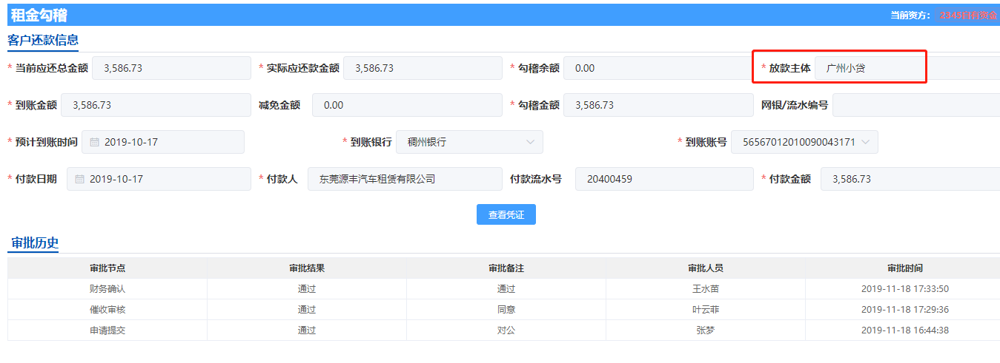 租金勾稽
当前资方： 2345自有资金
客户还款信息
* 当前应还总金额 3,586.73 * 实际应还款金额 3,586.73 * 勾稽余额 0.00 * 放款主体 广州小贷
* 到账金额 3,586.73 减免金额 0.00 * 勾稽金额 3,586.73 网银/流水编号
* 预计到账时间 2019-10-17 * 到账银行 稠州银行 * 到账账号 56567012010090043171
* 付款日期 2019-10-17 * 付款人 东莞源丰汽车租赁有限公司 付款流水号 20400459 * 付款金额 3,586.73
查看凭证
审批历史
审批节点 审批结果 审批备注 审批人员 审批时间
财务确认 通过 通过 王水苗 2019-11-18 17:33:50
催收审核 通过 同意 叶云菲 2019-11-18 17:29:36
申请提交 通过 对公 张梦 2019-11-18 16:44:38